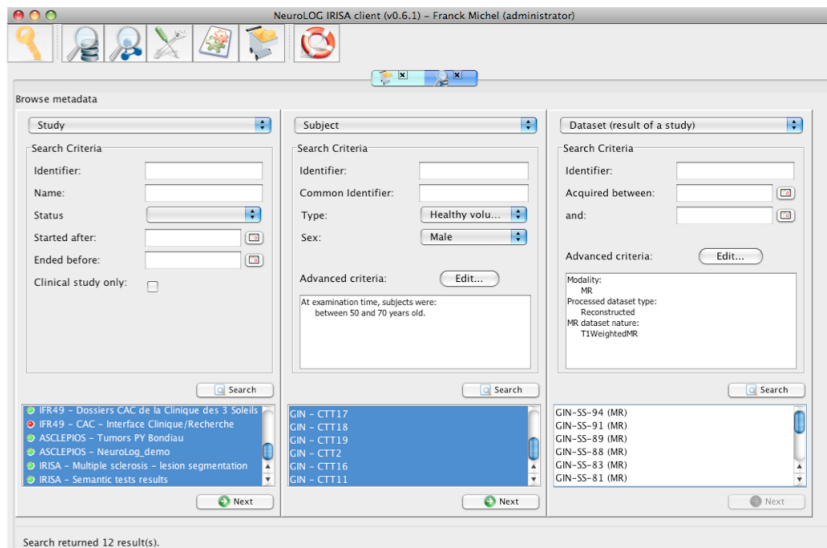 NeuroLOG IRISA client (v0.6.1) – Franck Michel (administrator)
Browse metadata
Study
Search Criteria
Identifier:
Name:
Status
Started after:
Ended before:
Clinical study only:
Search
IFR49 – Dossiers CAC de la Clinique des 3 Soleils
IFR49 – CAC – Interface Clinique/Recherche
ASCLEPIOS – Tumors PY Bondiau
ASCLEPIOS – NeuroLog_demo
IRISA – Multiple sclerosis – lesion segmentation
IRISA – Semantic tests results
Next
Subject
Search Criteria
Identifier:
Common Identifier:
Type: Healthy volu...
Sex: Male
Advanced criteria: Edit...
At examination time, subjects were:
between 50 and 70 years old.
Search
GIN – CTT17
GIN – CTT18
GIN – CTT19
GIN – CTT2
GIN – CTT16
GIN – CTT11
Next
Dataset (result of a study)
Search Criteria
Identifier:
Acquired between:
and:
Advanced criteria: Edit...
Modality:
MR
Processed dataset type:
Reconstructed
MR dataset nature:
T1WeightedMR
Search
GIN-SS-94 (MR)
GIN-SS-91 (MR)
GIN-SS-89 (MR)
GIN-SS-88 (MR)
GIN-SS-83 (MR)
GIN-SS-81 (MR)
Next
Search returned 12 result(s).